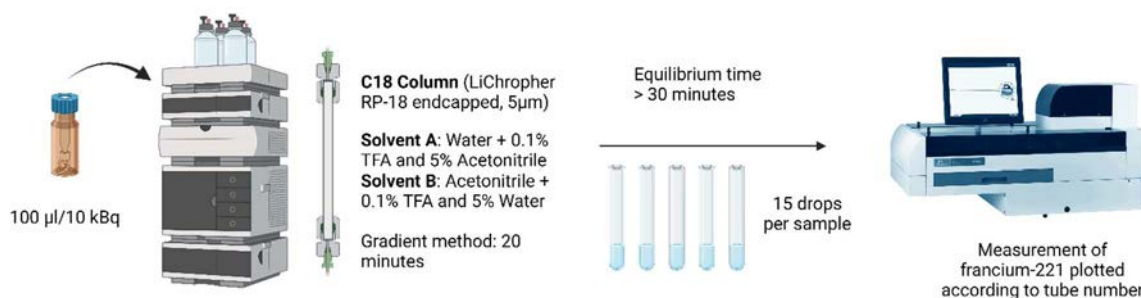 100 µl/10 kBq
C18 Column (LiChropher
RP-18 endcapped, 5µm)
Solvent A: Water + 0.1%
TFA and 5% Acetonitrile
Solvent B: Acetonitrile +
0.1% TFA and 5% Water
Gradient method: 20
minutes
Equilibrium time
> 30 minutes
15 drops
per sample
Measurement of
francium-221 plotted
according to tube number